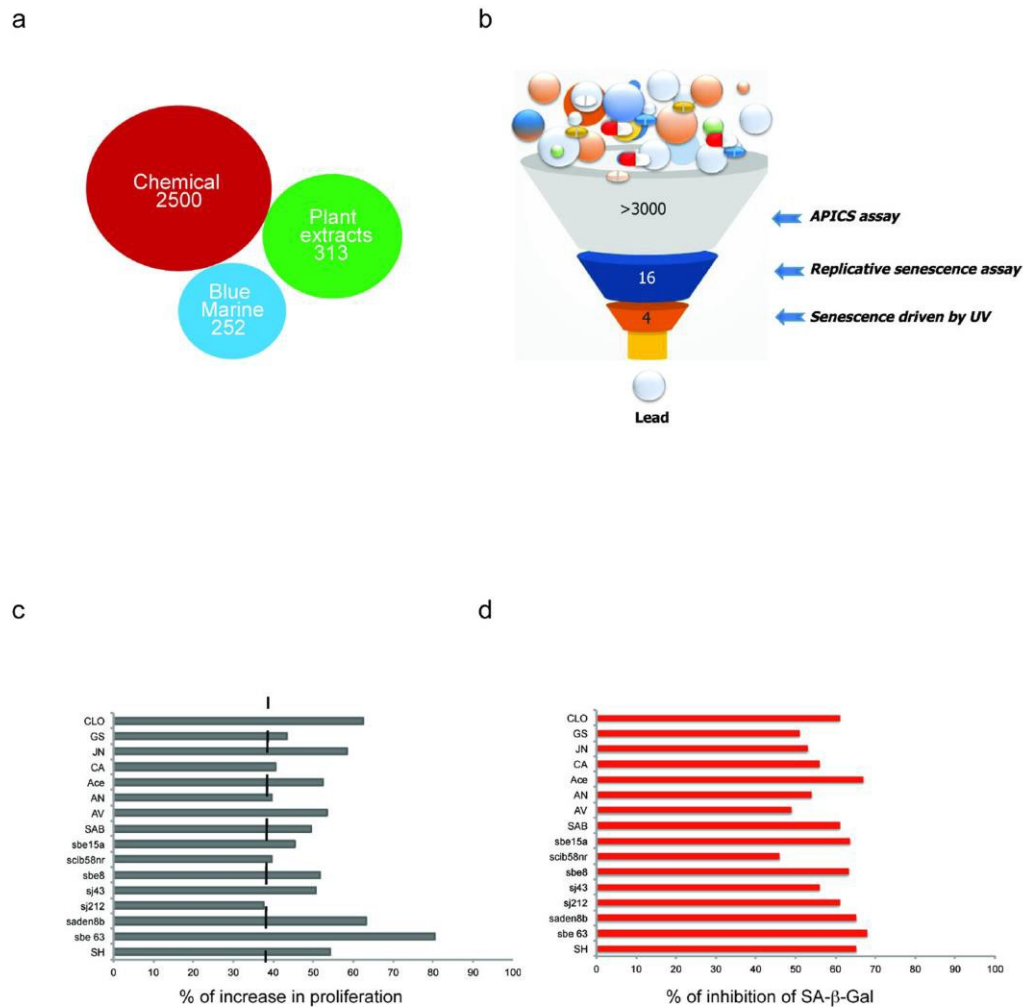 a
b
Chemical
2500
Plant
extracts
313
Blue
Marine
252
>3000
APICS assay
16
Replicative senescence assay
4
Senescence driven by UV
Lead
c
d
CLO
GS
JN
CA
Ace
AN
AV
SAB
sbe15a
scib58nr
sbe8
sj43
sj212
saden8b
sbe 63
SH
0 10 20 30 40 50 60 70 80 90 100
% of increase in proliferation
CLO
GS
JN
CA
Ace
AN
AV
SAB
sbe15a
scib58nr
sbe8
sj43
sj212
saden8b
sbe 63
SH
0 10 20 30 40 50 60 70 80 90 100
% of inhibition of SA-β-Gal